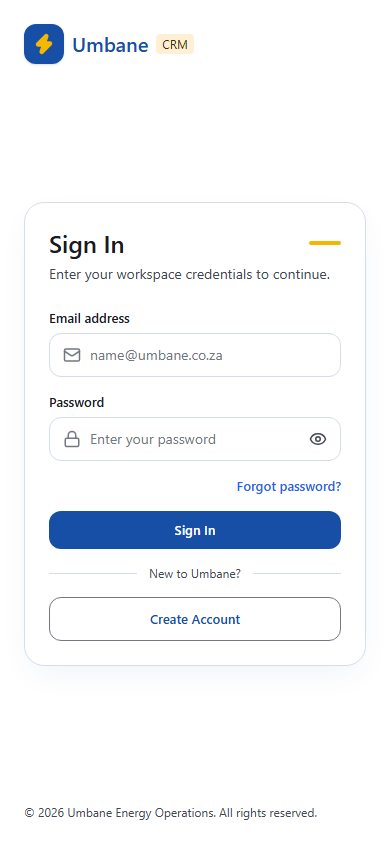 Umbane CRM
Sign In
Enter your workspace credentials to continue.
Email address
name@umbane.co.za
Password
Enter your password
Forgot password?
Sign In
New to Umbane?
Create Account
© 2026 Umbane Energy Operations. All rights reserved.